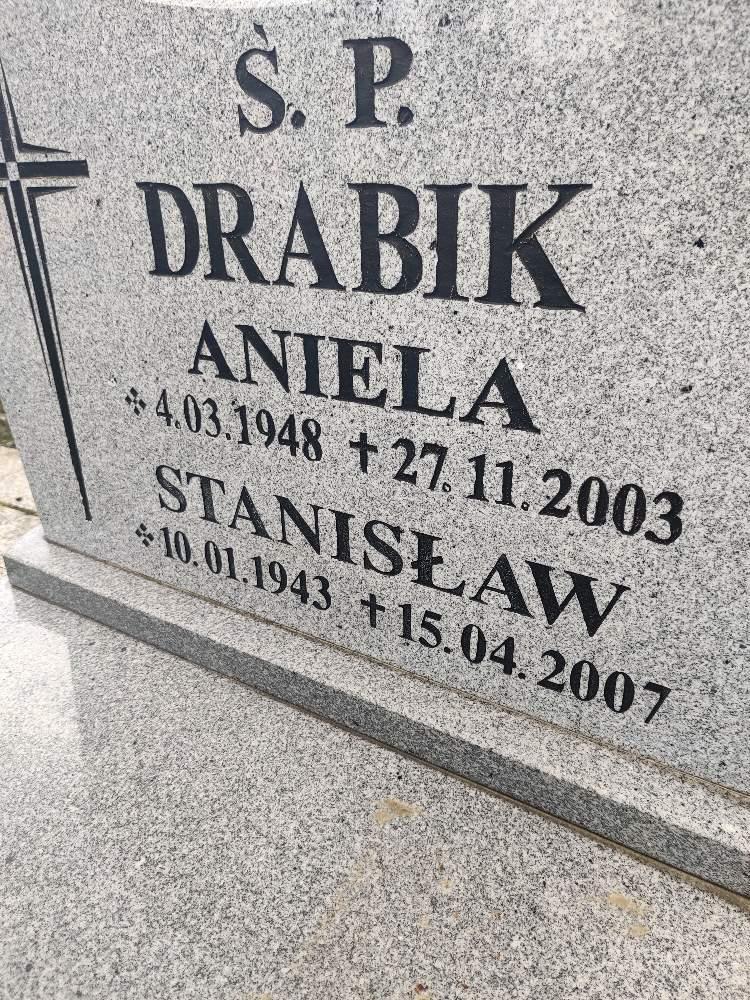 Ś. P.
DRABIK
ANIELA
* 4.03.1948 † 27.11.2003
STANISŁAW
* 10.01.1943 † 15.04.2007